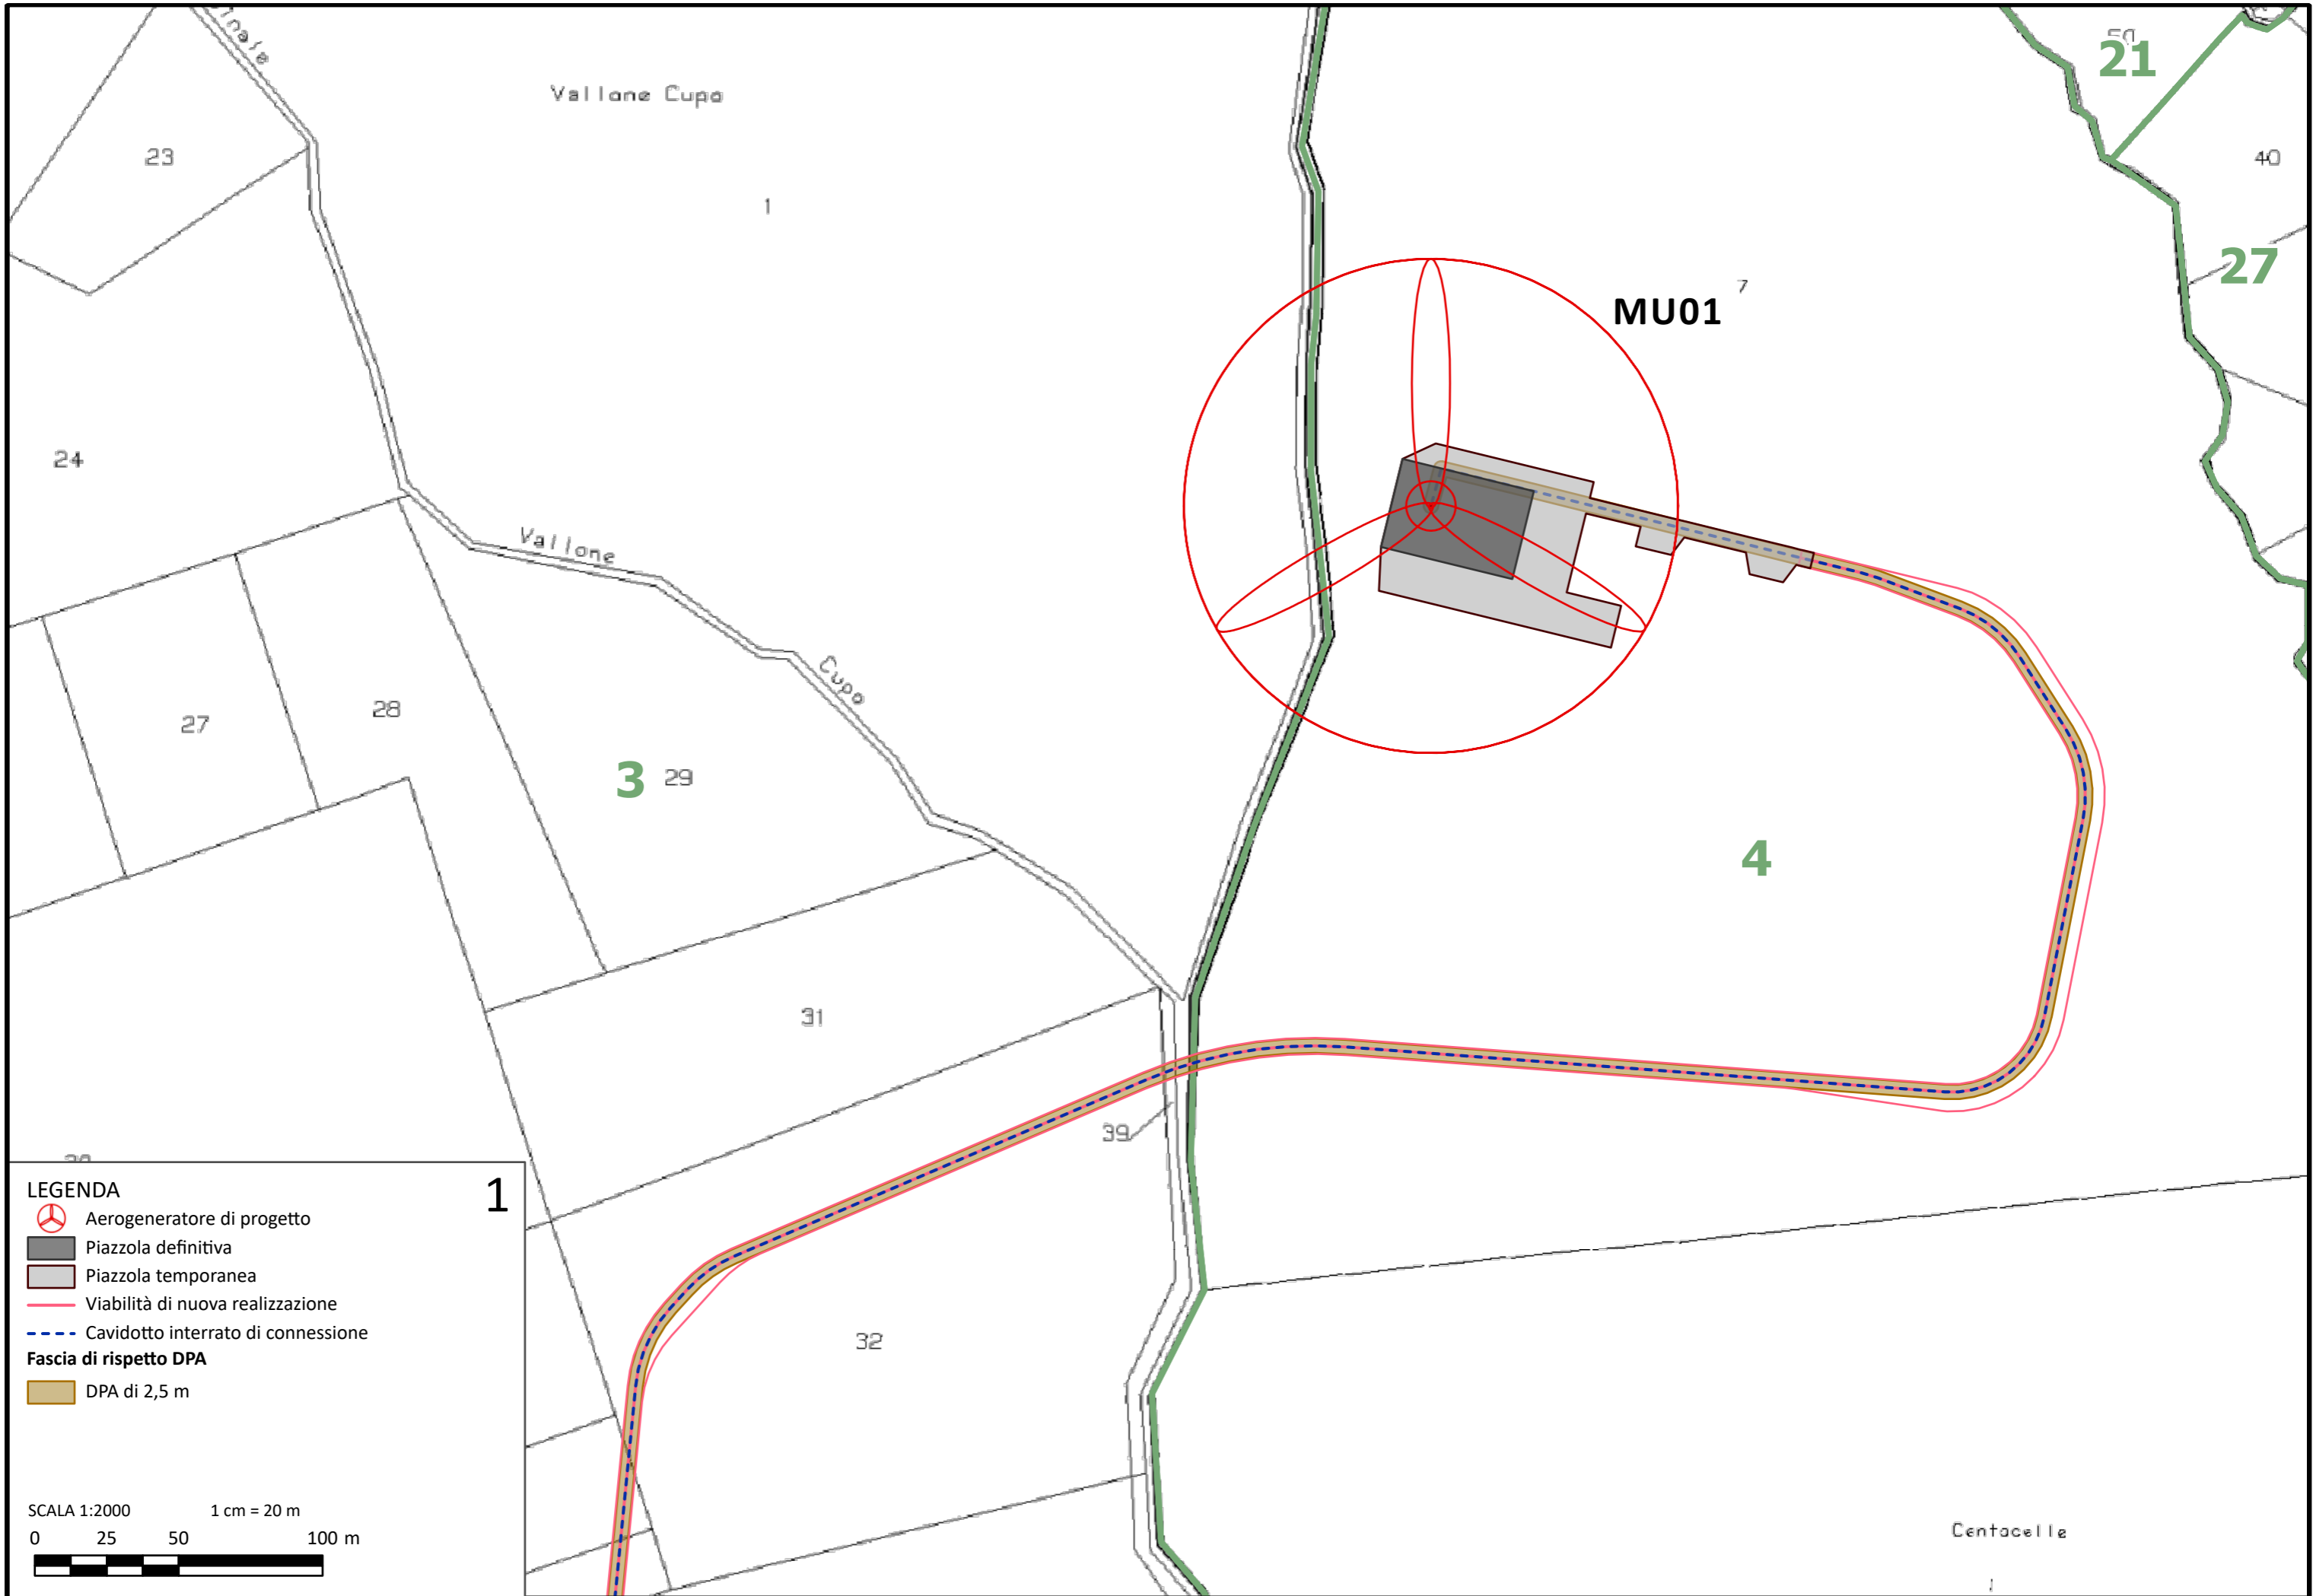 Vallone Cupo
50
21
23
40
1
27
7
MU01
24
Vallone
Cupo
27
28
3
29
4
31
39
32
LEGENDA
1
Aerogeneratore di progetto
Piazzola definitiva
Piazzola temporanea
Viabilità di nuova realizzazione
Cavidotto interrato di connessione
Fascia di rispetto DPA
DPA di 2,5 m
SCALA 1:2000 1 cm = 20 m
0 25 50 100 m
Centocelle